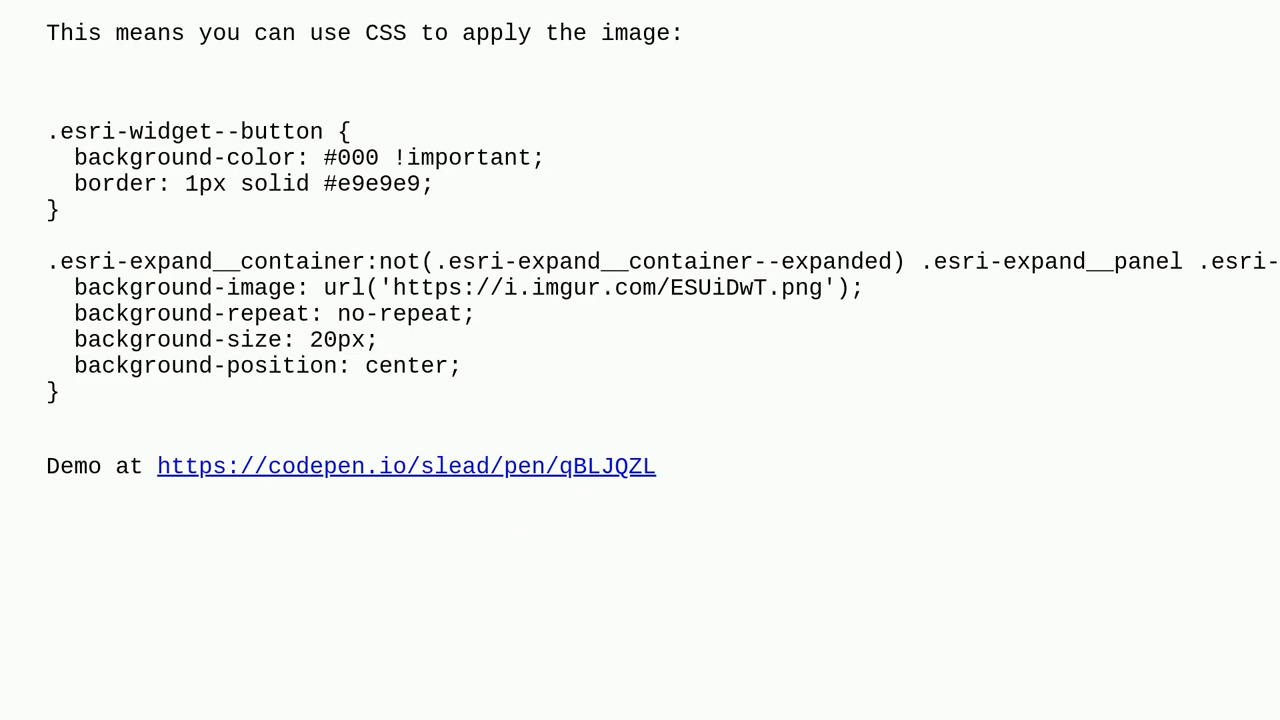 This means you can use CSS to apply the image:
.esri-widget--button {
  background-color: #000 !important;
  border: 1px solid #e9e9e9;
}
.esri-expand__container:not(.esri-expand__container--expanded) .esri-expand__panel .esri-
  background-image: url('https://i.imgur.com/ESUiDwT.png');
  background-repeat: no-repeat;
  background-size: 20px;
  background-position: center;
}
Demo at https://codepen.io/slead/pen/qBLJQZL